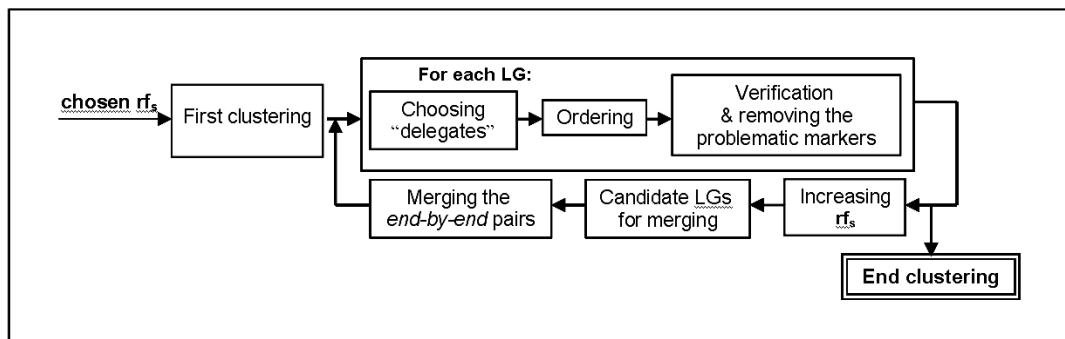 chosen rfs
First clustering
For each LG:
Choosing
“delegates”
Ordering
Verification
& removing the
problematic markers
Merging the
end-by-end pairs
Candidate LGs
for merging
Increasing
rfs
End clustering